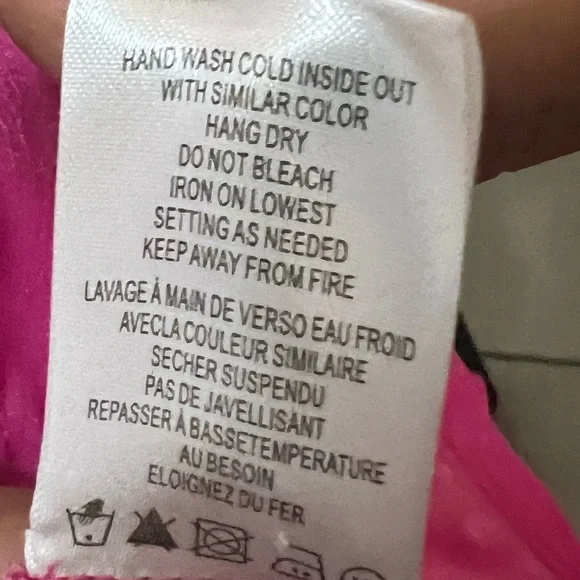 HAND WASH COLD INSIDE OUT
WITH SIMILAR COLOR
HANG DRY
DO NOT BLEACH
IRON ON LOWEST
SETTING AS NEEDED
KEEP AWAY FROM FIRE
LAVAGE À MAIN DE VERSO EAU FROID
AVECLA COULEUR SIMILAIRE
SECHER SUSPENDU
PAS DE JAVELLISANT
REPASSER À BASSETEMPERATURE
AU BESOIN
ELOIGNEZ DU FER